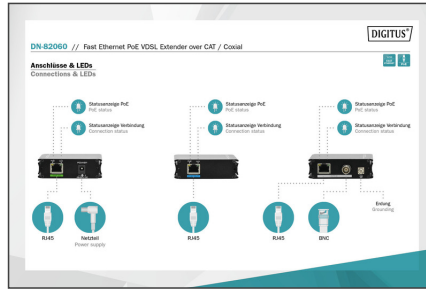 DIGITUS®
DN-82060 // Fast Ethernet PoE VDSL Extender over CAT / Coxial
Anschlüsse & LEDs
Connections & LEDs
Statusanzeige PoE
PoE status
Statusanzeige Verbindung
Connection status
Statusanzeige PoE
PoE status
Statusanzeige Verbindung
Connection status
Statusanzeige PoE
PoE status
Statusanzeige Verbindung
Connection status
Erdung
Grounding
RJ45
Netzteil
Power supply
RJ45
RJ45
BNC